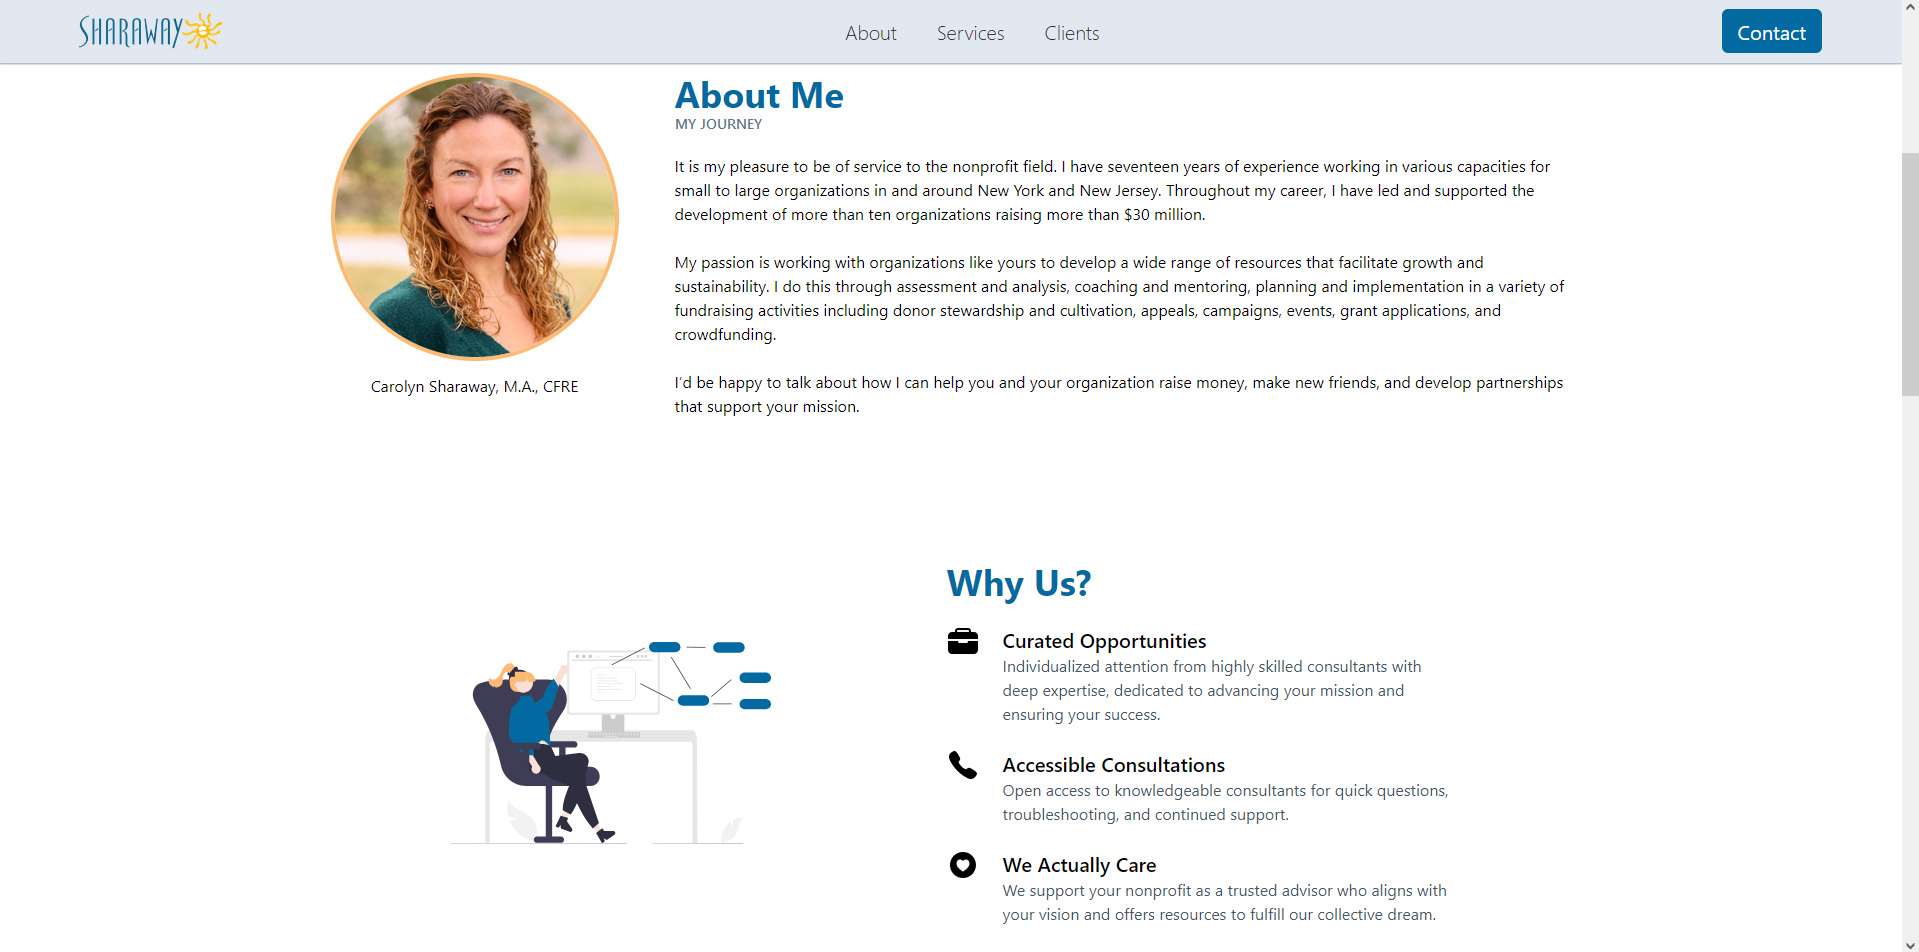 SHARAWAY
About
Services
Clients
Contact
About Me
MY JOURNEY
It is my pleasure to be of service to the nonprofit field. I have seventeen years of experience working in various capacities for
small to large organizations in and around New York and New Jersey. Throughout my career, I have led and supported the
development of more than ten organizations raising more than $30 million.
My passion is working with organizations like yours to develop a wide range of resources that facilitate growth and
sustainability. I do this through assessment and analysis, coaching and mentoring, planning and implementation in a variety of
fundraising activities including donor stewardship and cultivation, appeals, campaigns, events, grant applications, and
crowdfunding.
I'd be happy to talk about how I can help you and your organization raise money, make new friends, and develop partnerships
that support your mission.
Carolyn Sharaway, M.A., CFRE
Why Us?
Curated Opportunities
Individualized attention from highly skilled consultants with
deep expertise, dedicated to advancing your mission and
ensuring your success.
Accessible Consultations
Open access to knowledgeable consultants for quick questions,
troubleshooting, and continued support.
We Actually Care
We support your nonprofit as a trusted advisor who aligns with
your vision and offers resources to fulfill our collective dream.